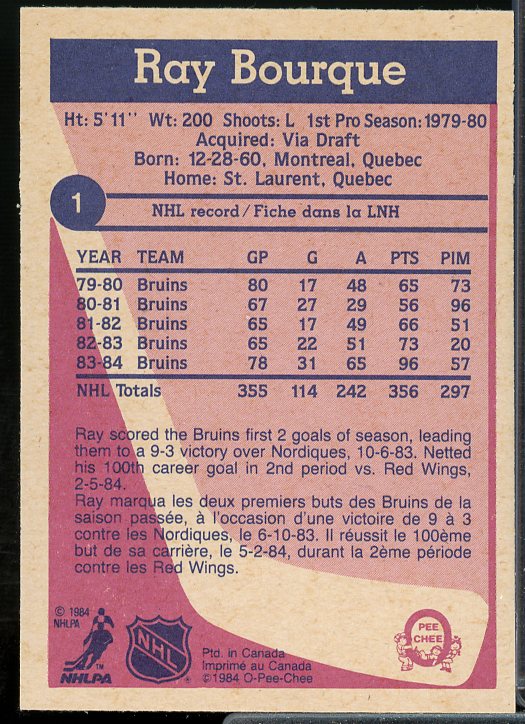 Ray Bourque
Ht: 5'11" Wt: 200 Shoots: L 1st Pro Season: 1979-80
Acquired: Via Draft
Born: 12-28-60, Montreal, Quebec
Home: St. Laurent, Quebec
1
NHL record/Fiche dans la LNH
YEAR TEAM GP G A PTS PIM
79-80 Bruins 80 17 48 65 73
80-81 Bruins 67 27 29 56 96
81-82 Bruins 65 17 49 66 51
82-83 Bruins 65 22 51 73 20
83-84 Bruins 78 31 65 96 57
NHL Totals 355 114 242 356 297
Ray scored the Bruins first 2 goals of season, leading
them to a 9-3 victory over Nordiques, 10-6-83. Netted
his 100th career goal in 2nd period vs. Red Wings,
2-5-84.
Ray marqua les deux premiers buts des Bruins de la
saison passée, à l'occasion d'une victoire de 9 à 3
contre les Nordiques, le 6-10-83. Il réussit le 100ème
but de sa carrière, le 5-2-84, durant la 2ème période
contre les Red Wings.
© 1984
NHLPA
NHLPA
TM
NHL
®
Ptd. in Canada
Imprimé au Canada
©1984 O-Pee-Chee
PEE
CHEE